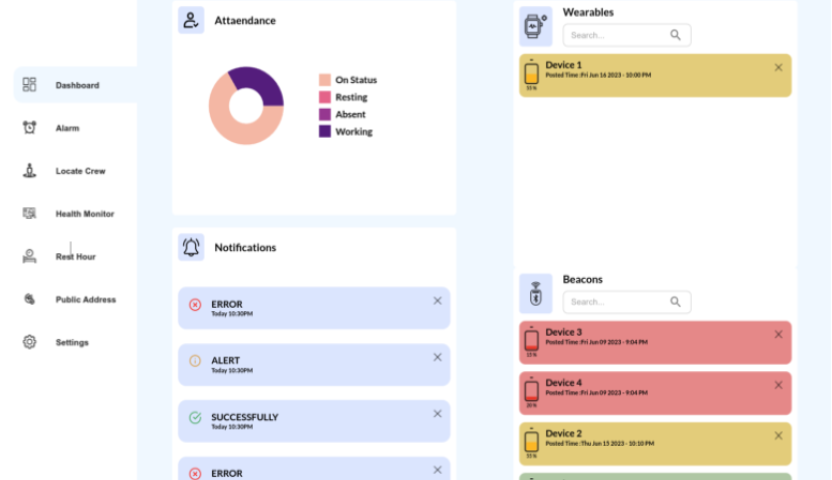 Dashboard
Alarm
Locate Crew
Health Monitor
Rest Hour
Public Address
Settings
Attaendance
On Status
Resting
Absent
Working
Notifications
ERROR
Today 10:30PM
ALERT
Today 10:30PM
SUCCESSFULLY
Today 10:30PM
ERROR
Wearables
Search...
Device 1
Posted Time :Fri Jun 16 2023 - 10:00 PM
55%
Beacons
Search...
Device 3
Posted Time :Fri Jun 09 2023 - 9:04 PM
Device 4
Posted Time :Fri Jun 09 2023 - 9:04 PM
Device 2
Posted Time :Thu Jun 15 2023 - 10:10 PM
55%